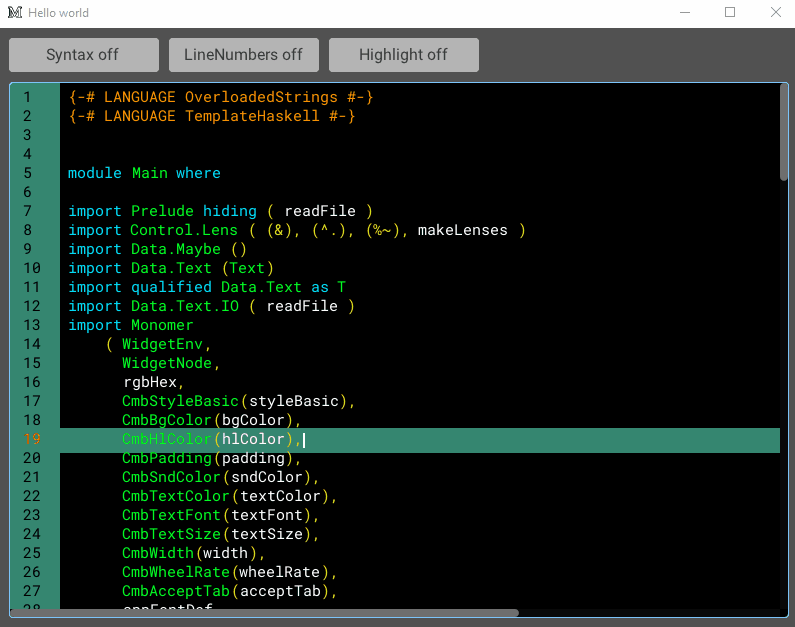 Hello world
Syntax off LineNumbers off Highlight off
1 {-# LANGUAGE OverloadedStrings #-}
2 {-# LANGUAGE TemplateHaskell #-}
3
4
5 module Main where
6
7 import Prelude hiding ( readFile )
8 import Control.Lens ( (&), (^.), (%~), makeLenses )
9 import Data.Maybe ()
10 import Data.Text (Text)
11 import qualified Data.Text as T
12 import Data.Text.IO ( readFile )
13 import Monomer
14 ( WidgetEnv,
15 WidgetNode,
16 rgbHex,
17 CmbStyleBasic(styleBasic),
18 CmbBgColor(bgColor),
19 CmbHlColor(hlColor),
20 CmbPadding(padding),
21 CmbSndColor(sndColor),
22 CmbTextColor(textColor),
23 CmbTextFont(textFont),
24 CmbTextSize(textSize),
25 CmbWidth(width),
26 CmbWheelRate(wheelRate),
27 CmbAcceptTab(acceptTab),
28 appFontDef